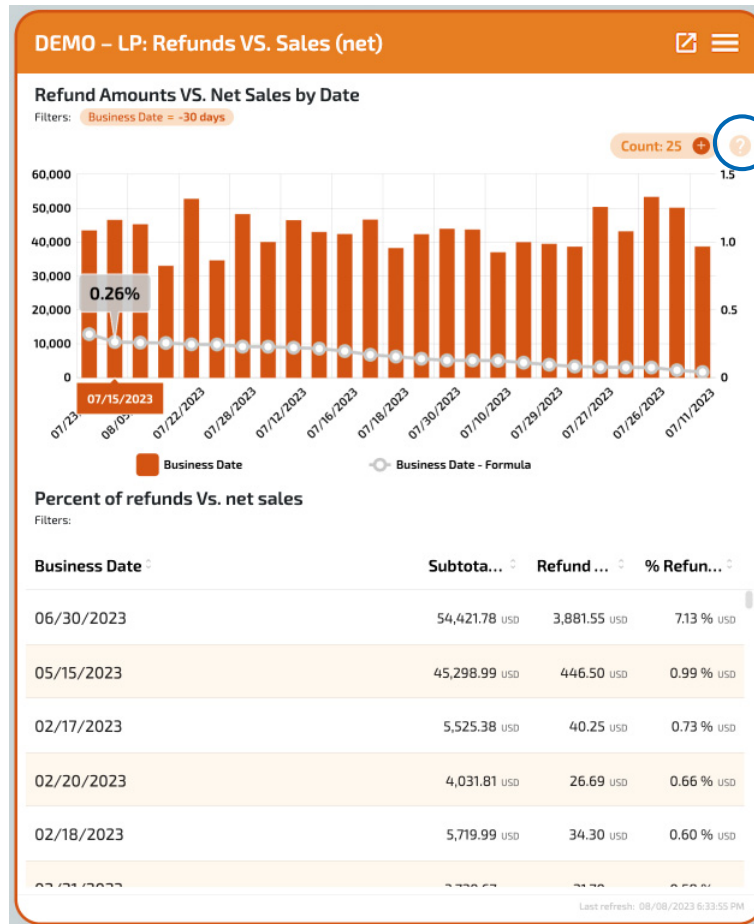 DEMO – LP: Refunds VS. Sales (net)
Refund Amounts VS. Net Sales by Date
Filters: Business Date = -30 days
Count: 25 +
?
60,000 1.5
50,000
40,000 1.0
30,000
0.26%
20,000 0.5
10,000
0 0
07/15/2023
07/23 08/05 07/22/2023 07/28/2023 07/12/2023 07/16/2023 07/18/2023 07/30/2023 07/10/2023 07/29/2023 07/27/2023 07/26/2023 07/11/2023
Business Date Business Date - Formula
Percent of refunds Vs. net sales
Filters:
Business Date Subtota... Refund ... % Refun...
06/30/2023 54,421.78 USD 3,881.55 USD 7.13 % USD
05/15/2023 45,298.99 USD 446.50 USD 0.99 % USD
02/17/2023 5,525.38 USD 40.25 USD 0.73 % USD
02/20/2023 4,031.81 USD 26.69 USD 0.66 % USD
02/18/2023 5,719.99 USD 34.30 USD 0.60 % USD
Last refresh: 08/08/2023 6:33:55 PM